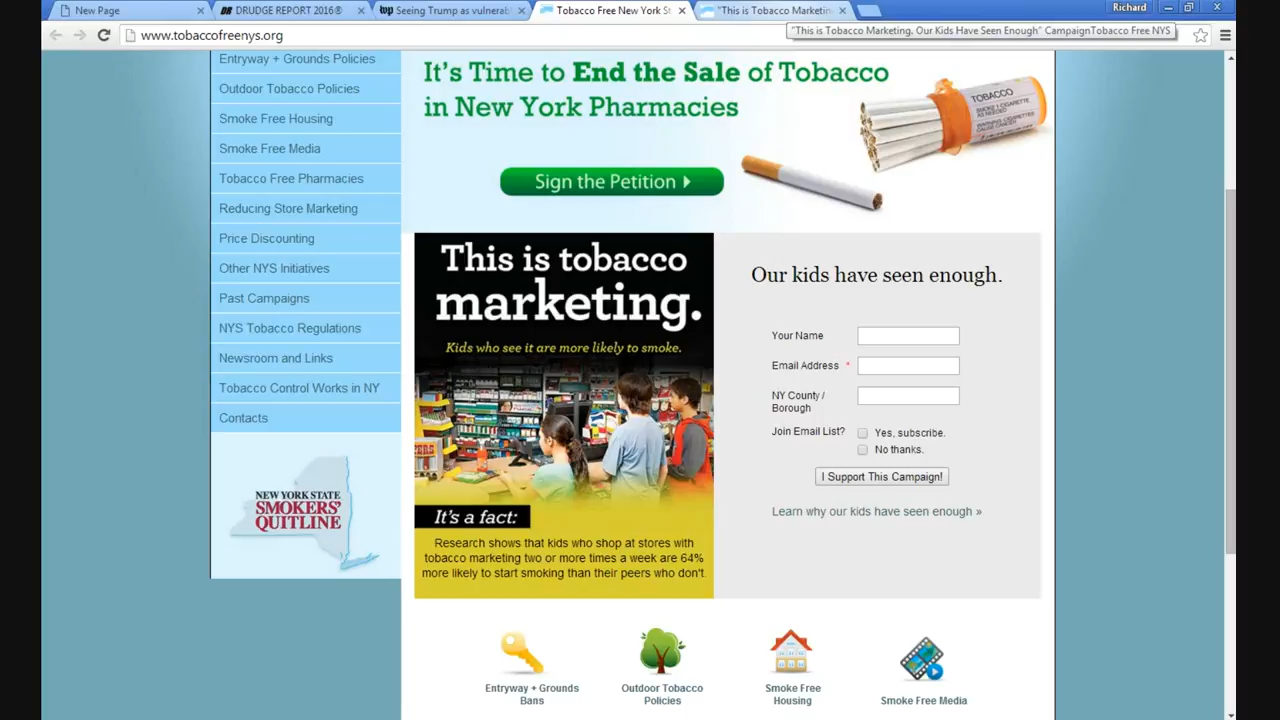 New Page
DRUDGE REPORT 2016®
Seeing Trump as vulnerab
Tobacco Free New York St
"This is Tobacco Marketin
Richard
www.tobaccofreenys.org
"This is Tobacco Marketing. Our Kids Have Seen Enough" CampaignTobacco Free NYS
Entryway + Grounds Policies
Outdoor Tobacco Policies
Smoke Free Housing
Smoke Free Media
Tobacco Free Pharmacies
Reducing Store Marketing
Price Discounting
Other NYS Initiatives
Past Campaigns
NYS Tobacco Regulations
Newsroom and Links
Tobacco Control Works in NY
Contacts
NEW YORK STATE
SMOKERS'
QUITLINE
It's Time to End the Sale of Tobacco
in New York Pharmacies
Sign the Petition
TOBACCO
SMOKE 1 CIGARETTE
AS NEEDED
WARNING: CIGARETTES
CAUSE CANCER
This is tobacco
marketing.
Kids who see it are more likely to smoke.
It's a fact:
Research shows that kids who shop at stores with
tobacco marketing two or more times a week are 64%
more likely to start smoking than their peers who don't.
Our kids have seen enough.
Your Name
Email Address *
NY County /
Borough
Join Email List?
Yes, subscribe.
No thanks.
I Support This Campaign!
Learn why our kids have seen enough »
Entryway + Grounds
Bans
Outdoor Tobacco
Policies
Smoke Free
Housing
Smoke Free Media